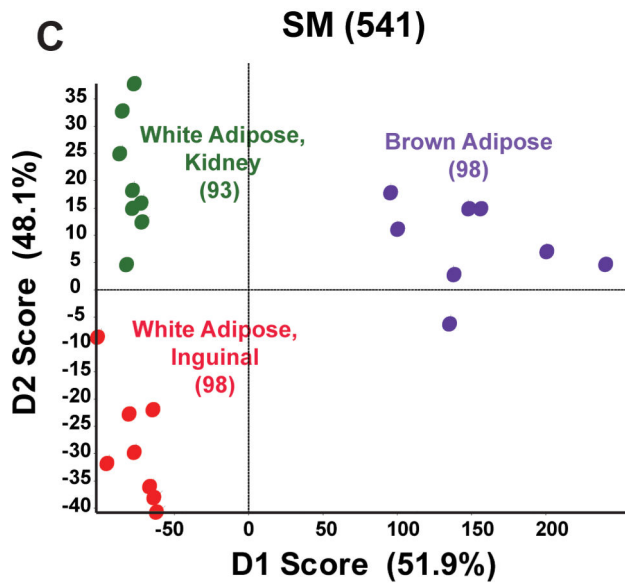 C
SM (541)
D2 Score (48.1%)
35
30
25
20
15
10
5
0
-5
-10
-15
-20
-25
-30
-35
-40
White Adipose,
Kidney
(93)
Brown Adipose
(98)
White Adipose,
Inguinal
(98)
-50
0
50
100
150
200
D1 Score (51.9%)